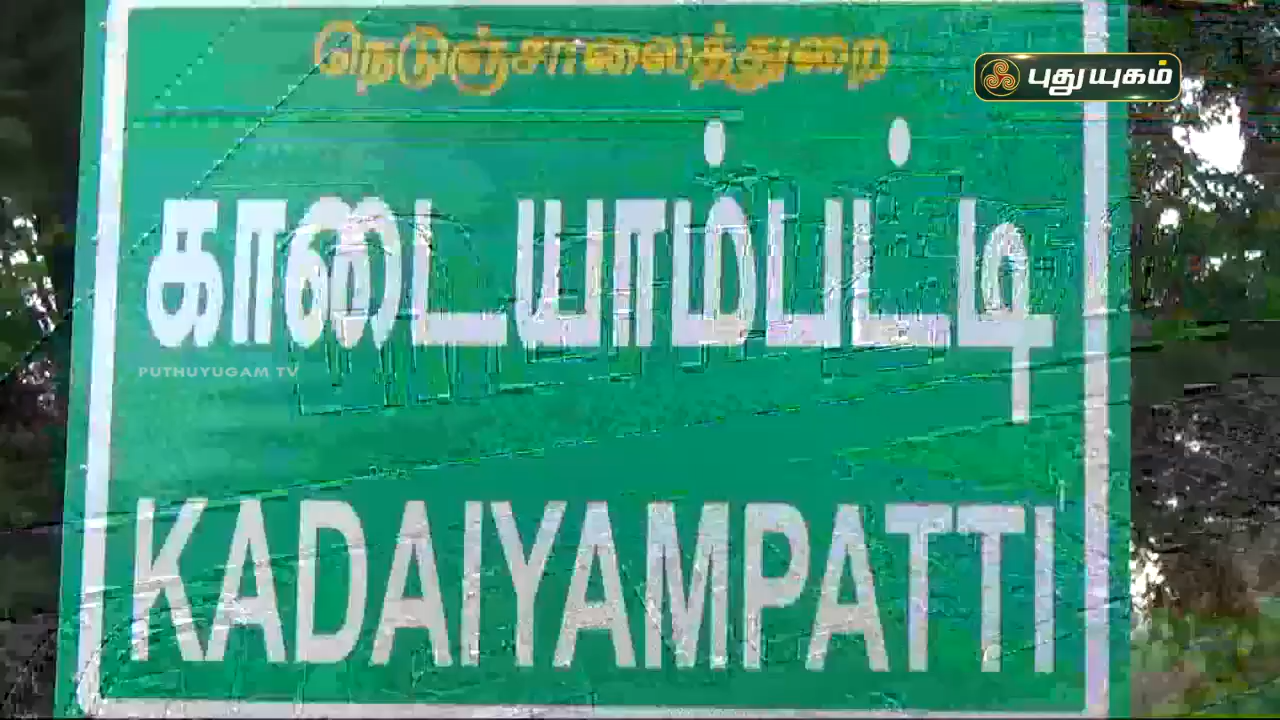 நெடுஞ்சாலைத்துறை
புதுயுகம்
காடையாம்பட்டி
PUTHUYUGAM TV
KADAIYAMPATTI